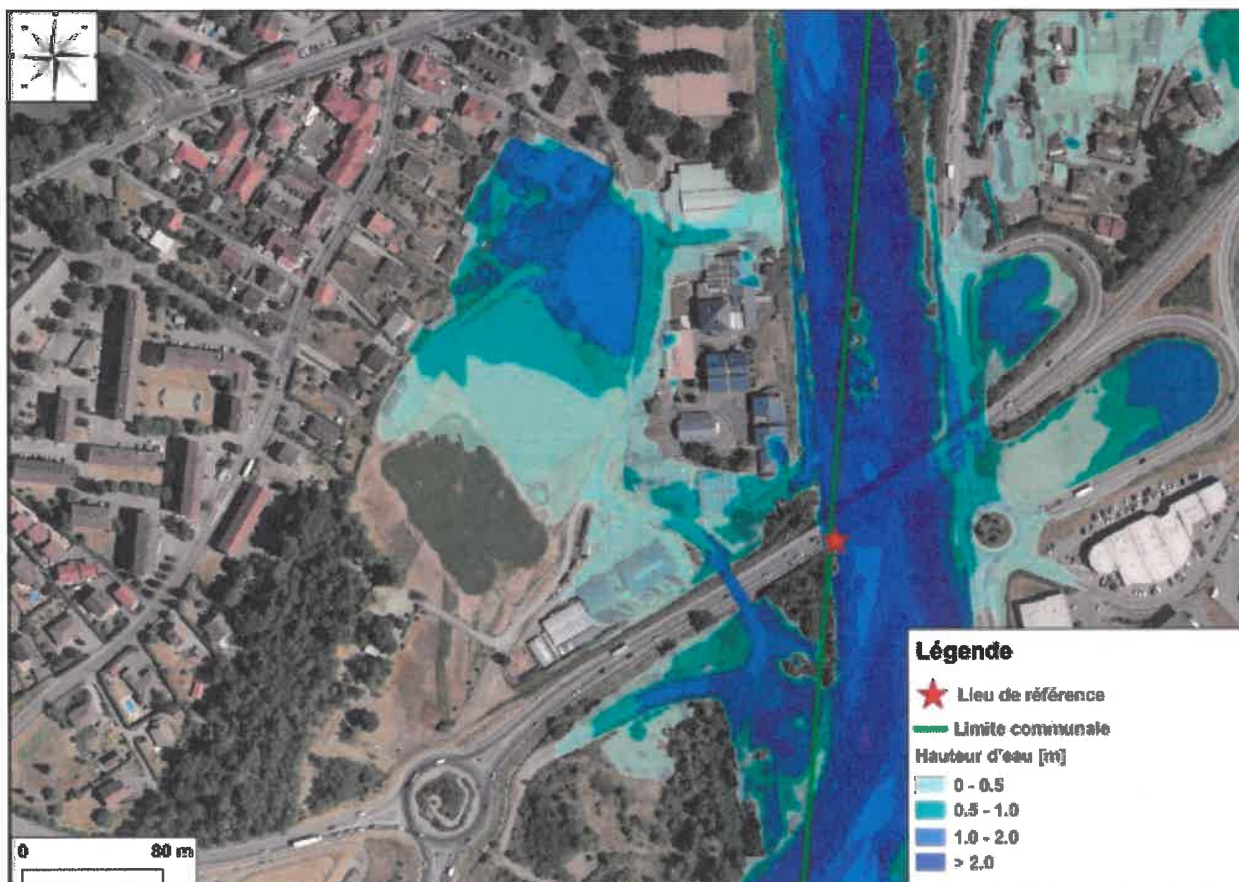 0 80 m
Légende
Lieu de référence
Limite communale
Hauteur d'eau [m]
0 - 0.5
0.5 - 1.0
1.0 - 2.0
> 2.0